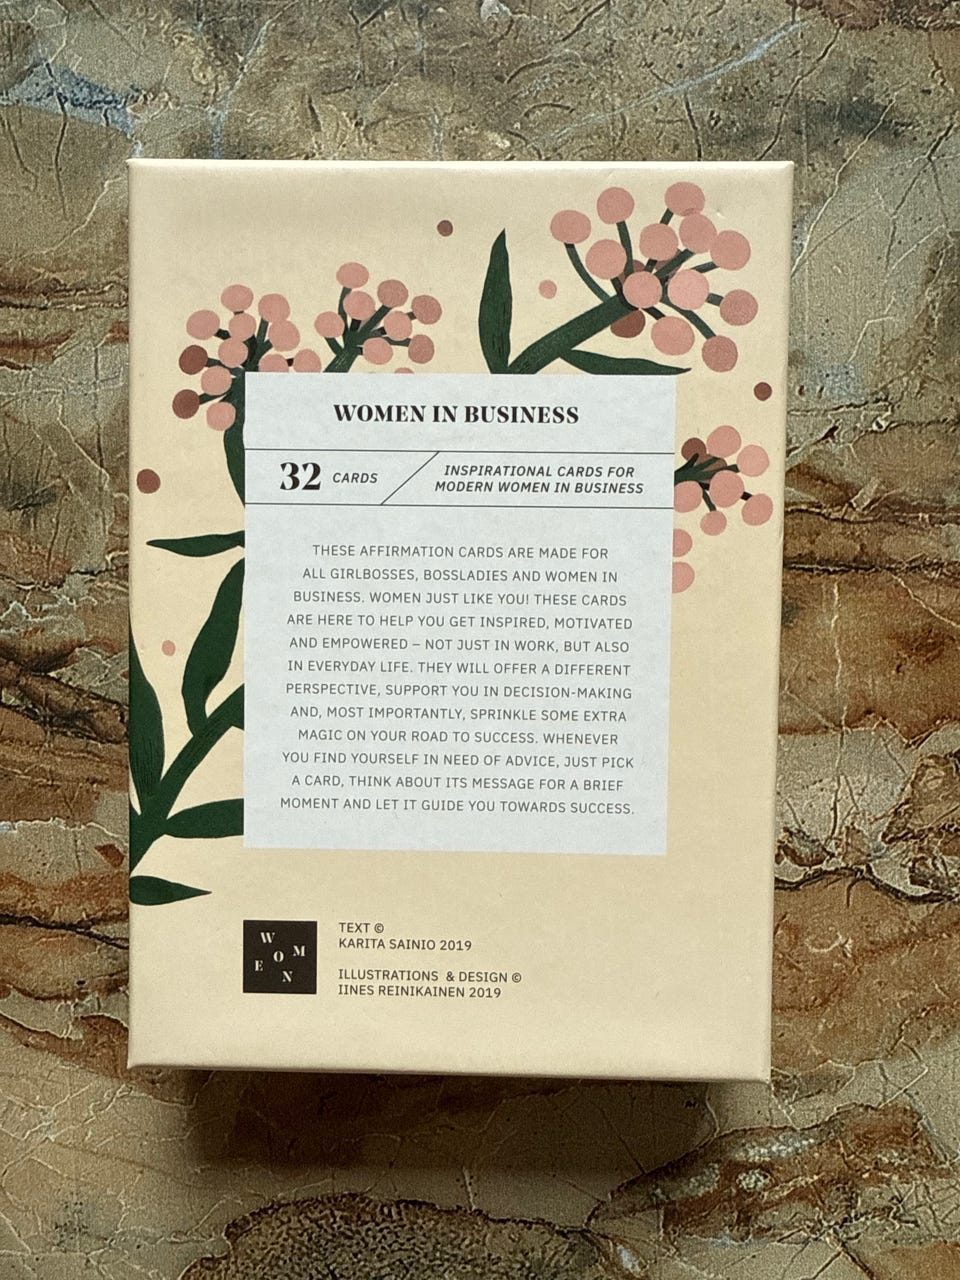 WOMEN IN BUSINESS
32 CARDS
INSPIRATIONAL CARDS FOR
MODERN WOMEN IN BUSINESS
THESE AFFIRMATION CARDS ARE MADE FOR
ALL GIRLBOSSES, BOSSLADIES AND WOMEN IN
BUSINESS. WOMEN JUST LIKE YOU! THESE CARDS
ARE HERE TO HELP YOU GET INSPIRED, MOTIVATED
AND EMPOWERED – NOT JUST IN WORK, BUT ALSO
IN EVERYDAY LIFE. THEY WILL OFFER A DIFFERENT
PERSPECTIVE, SUPPORT YOU IN DECISION-MAKING
AND, MOST IMPORTANTLY, SPRINKLE SOME EXTRA
MAGIC ON YOUR ROAD TO SUCCESS. WHENEVER
YOU FIND YOURSELF IN NEED OF ADVICE, JUST PICK
A CARD, THINK ABOUT ITS MESSAGE FOR A BRIEF
MOMENT AND LET IT GUIDE YOU TOWARDS SUCCESS.
WOMEN
TEXT ©
KARITA SAINIO 2019
ILLUSTRATIONS & DESIGN ©
IINES REINIKAINEN 2019